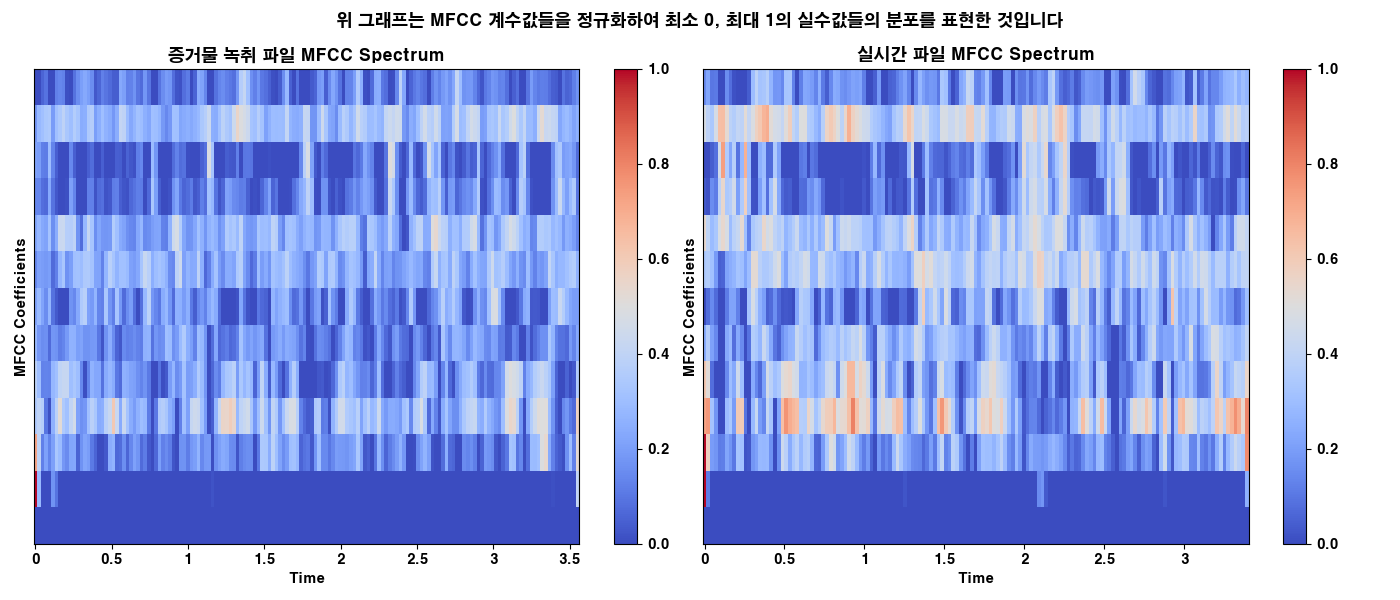 위 그래프는 MFCC 계수값들을 정규화하여 최소 0, 최대 1의 실수값들의 분포를 표현한 것입니다
증거물 녹취 파일 MFCC Spectrum
MFCC Coefficients
0 0.5 1 1.5 2 2.5 3 3.5
Time
1.0
0.8
0.6
0.4
0.2
0.0
실시간 파일 MFCC Spectrum
MFCC Coefficients
0 0.5 1 1.5 2 2.5 3
Time
1.0
0.8
0.6
0.4
0.2
0.0